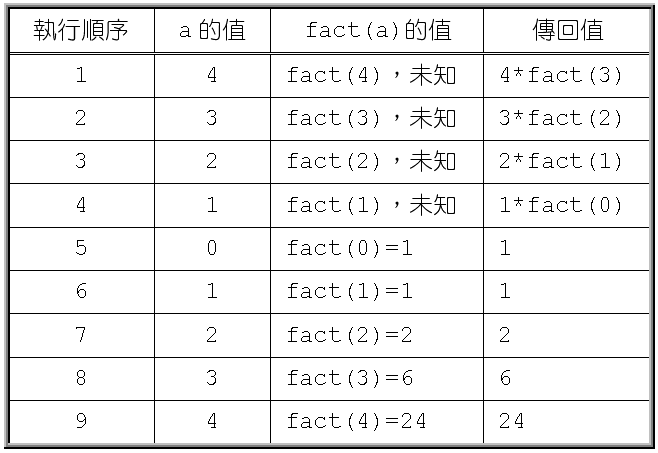 執行順序 a 的值 fact(a)的值 傳回值
1 4 fact(4),未知 4*fact(3)
2 3 fact(3),未知 3*fact(2)
3 2 fact(2),未知 2*fact(1)
4 1 fact(1),未知 1*fact(0)
5 0 fact(0)=1 1
6 1 fact(1)=1 1
7 2 fact(2)=2 2
8 3 fact(3)=6 6
9 4 fact(4)=24 24